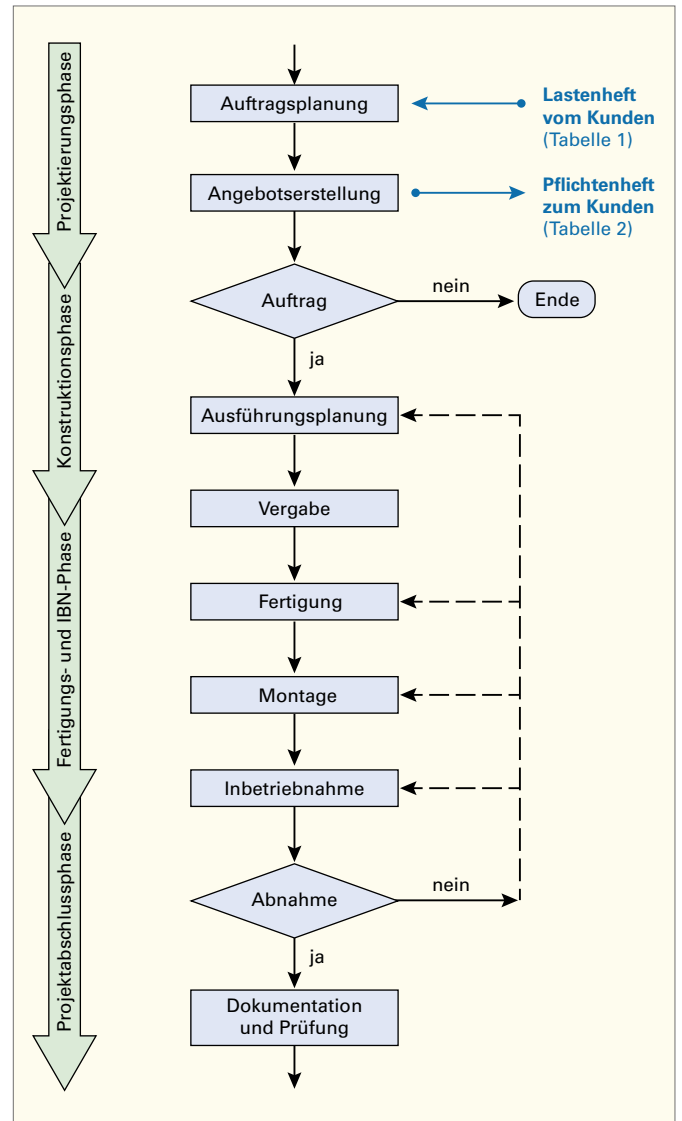 Projektierungsphase
Konstruktionsphase
Fertigungs- und IBN-Phase
Projektabschlussphase
Auftragsplanung
Lastenheft
vom Kunden
(Tabelle 1)
Angebotserstellung
Pflichtenheft
zum Kunden
(Tabelle 2)
Auftrag
nein
Ende
ja
Ausführungsplanung
Vergabe
Fertigung
Montage
Inbetriebnahme
Abnahme
nein
ja
Dokumentation
und Prüfung